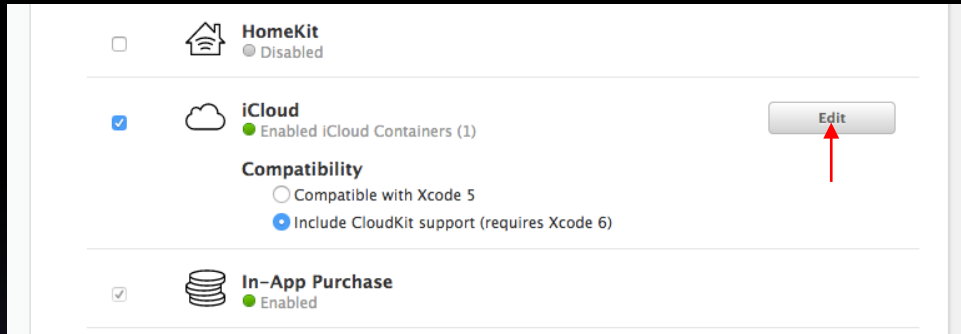 HomeKit
Disabled
iCloud
Enabled iCloud Containers (1)
Edit
Compatibility
Compatible with Xcode 5
Include CloudKit support (requires Xcode 6)
In-App Purchase
Enabled